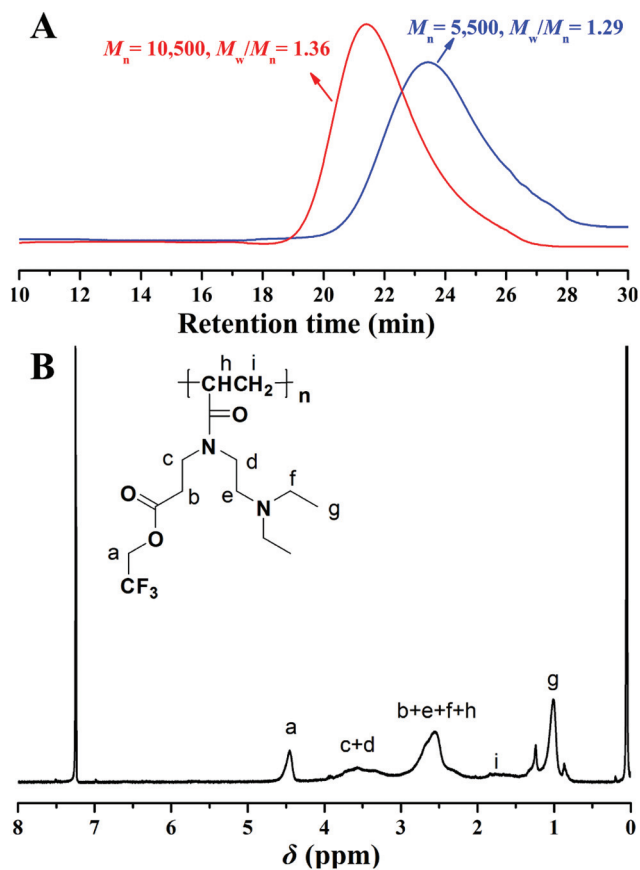 A
Mn = 10,500, Mw/Mn = 1.36
Mn = 5,500, Mw/Mn = 1.29
10 12 14 16 18 20 22 24 26 28 30
Retention time (min)
B
h i
CH CH2 n
O
N
c d
b e f
O N g
O
a
CF3
a
c+d
b+e+f+h
i
g
8 7 6 5 4 3 2 1 0
δ (ppm)